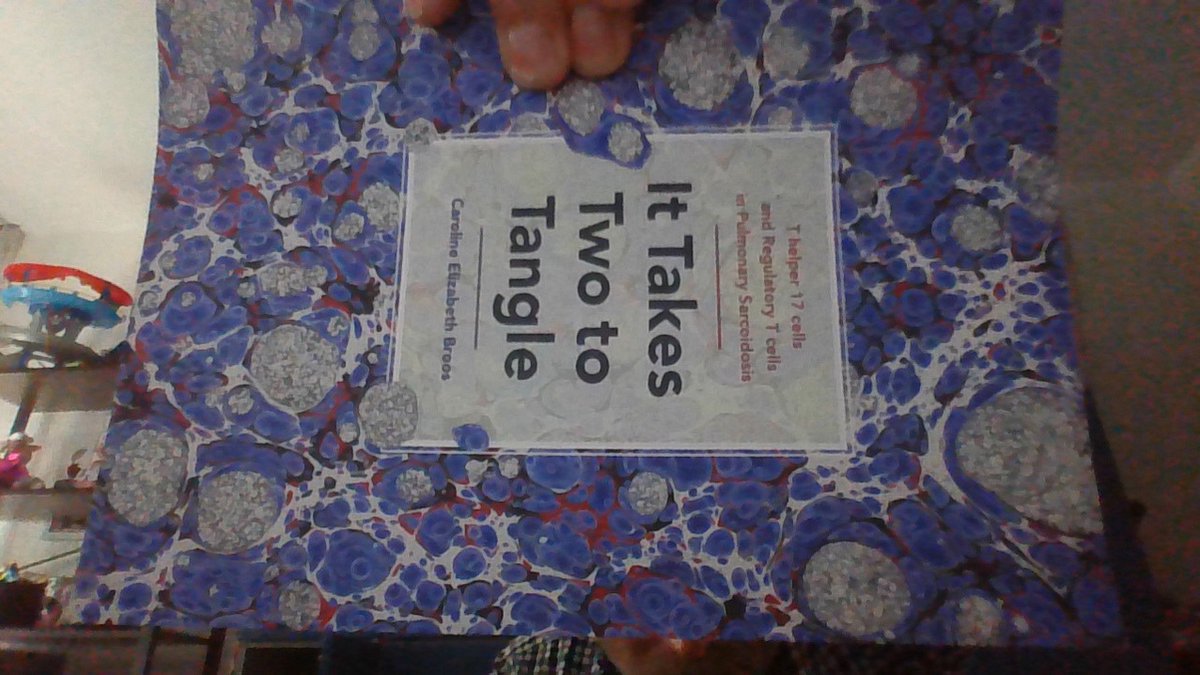 T helper 17 cells
and Regulatory T cells
in Pulmonary Sarcoidosis
It Takes
Two to
Tangle
Caroline Elizabeth Broos